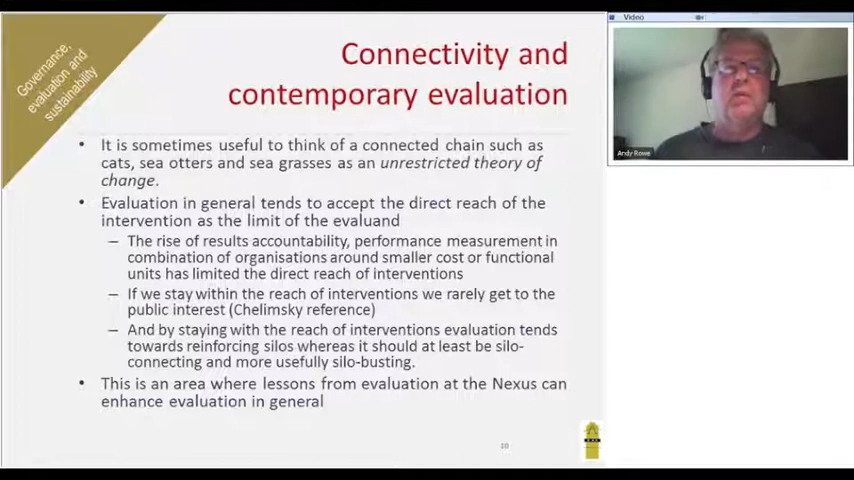 Governance,
evaluation and
sustainability
Connectivity and
contemporary evaluation
• It is sometimes useful to think of a connected chain such as
cats, sea otters and sea grasses as an unrestricted theory of
change.
• Evaluation in general tends to accept the direct reach of the
intervention as the limit of the evaluand
– The rise of results accountability, performance measurement in
combination of organisations around smaller cost or functional
units has limited the direct reach of interventions
– If we stay within the reach of interventions we rarely get to the
public interest (Chelimsky reference)
– And by staying with the reach of interventions evaluation tends
towards reinforcing silos whereas it should at least be silo-
connecting and more usefully silo-busting.
• This is an area where lessons from evaluation at the Nexus can
enhance evaluation in general
10
Video
Andy Rowe